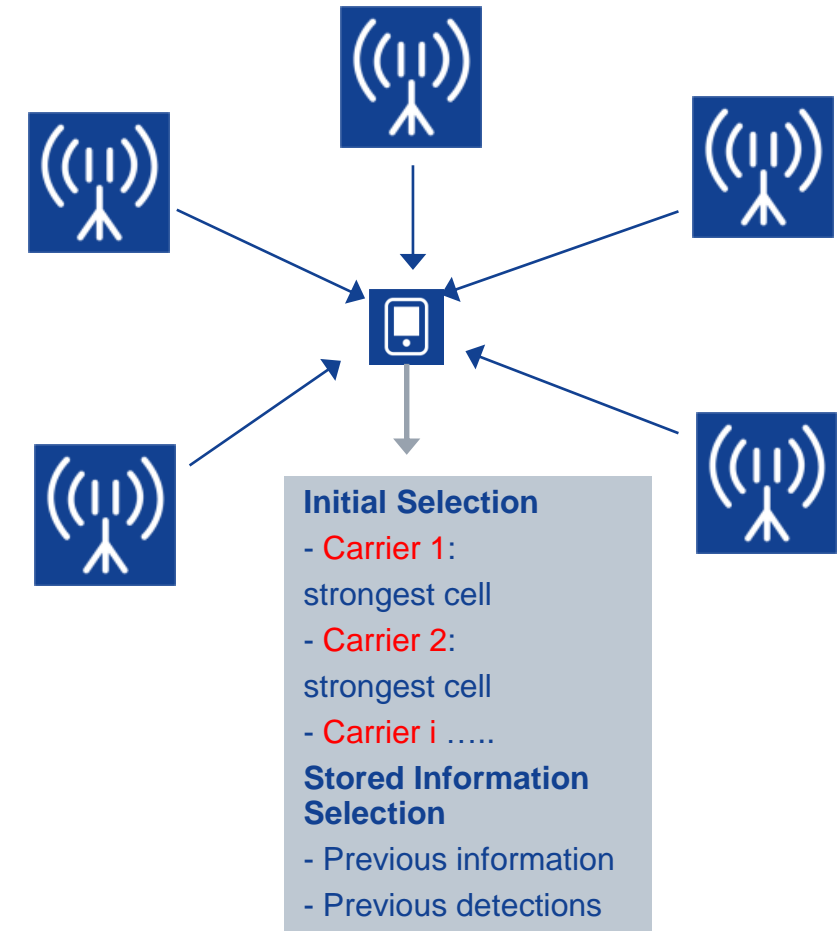 Initial Selection
- Carrier 1:
strongest cell
- Carrier 2:
strongest cell
- Carrier i …..
Stored Information
Selection
- Previous information
- Previous detections